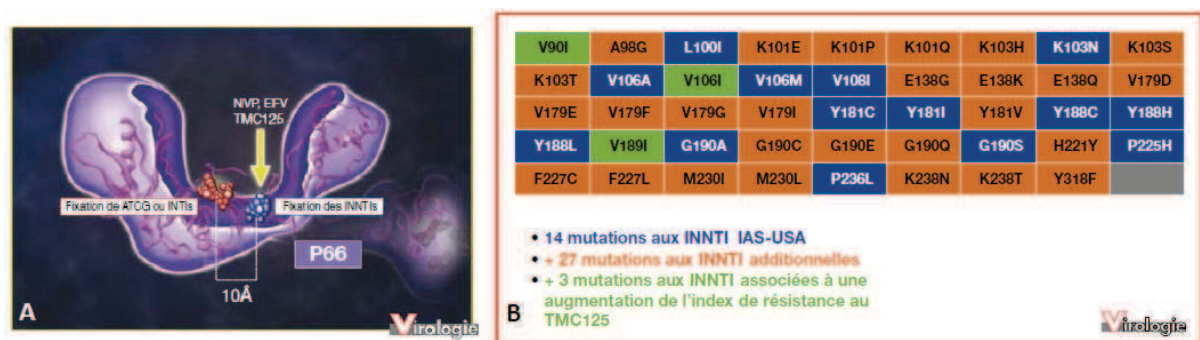 NVP, EFV
TMC125
Fixation de ATCG ou INTIs
Fixation des INNTIs
P66
10Å
A
Virologie
V90I A98G L100I K101E K101P K101Q K103H K103N K103S
K103T V106A V106I V106M V108I E138G E138K E138Q V179D
V179E V179F V179G V179I Y181C Y181I Y181V Y188C Y188H
Y188L V189I G190A G190C G190E G190Q G190S H221Y P225H
F227C F227L M230I M230L P236L K238N K238T Y318F
• 14 mutations aux INNTI IAS-USA
• + 27 mutations aux INNTI additionnelles
• + 3 mutations aux INNTI associées à une
augmentation de l'index de résistance au
TMC125
B
Virologie